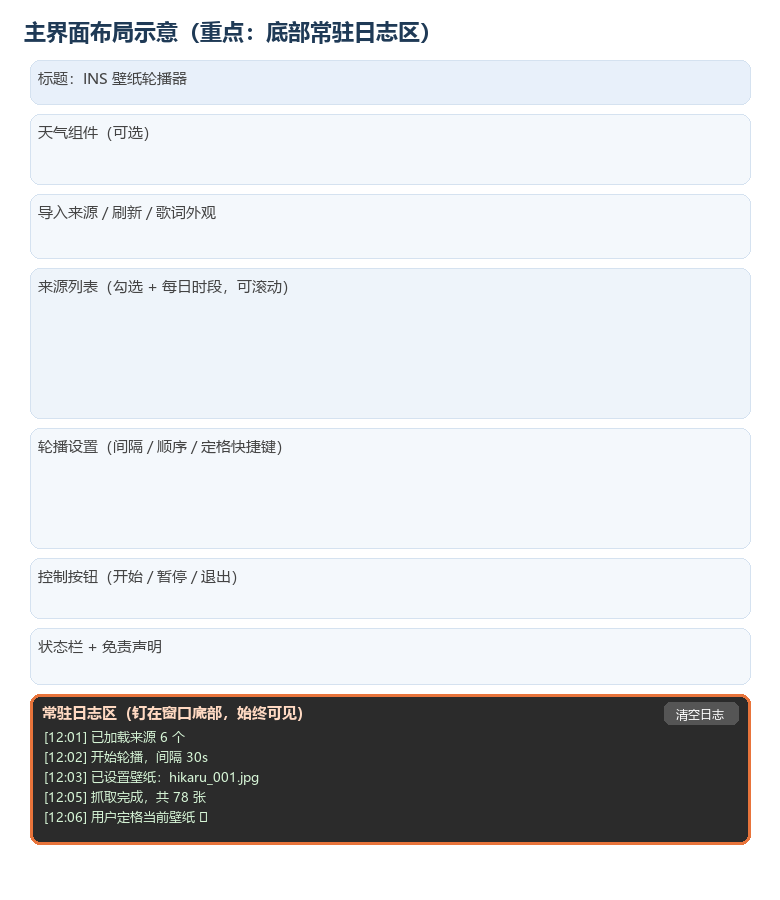 主界面布局示意（重点：底部常驻日志区）
标题：INS 壁纸轮播器
天气组件（可选）
导入来源 / 刷新 / 歌词外观
来源列表（勾选 + 每日时段，可滚动）
轮播设置（间隔 / 顺序 / 定格快捷键）
控制按钮（开始 / 暂停 / 退出）
状态栏 + 免责声明
常驻日志区（钉在窗口底部，始终可见）
清空日志
[12:01] 已加载来源 6 个
[12:02] 开始轮播，间隔 30s
[12:03] 已设置壁纸：hikaru_001.jpg
[12:05] 抓取完成，共 78 张
[12:06] 用户定格当前壁纸